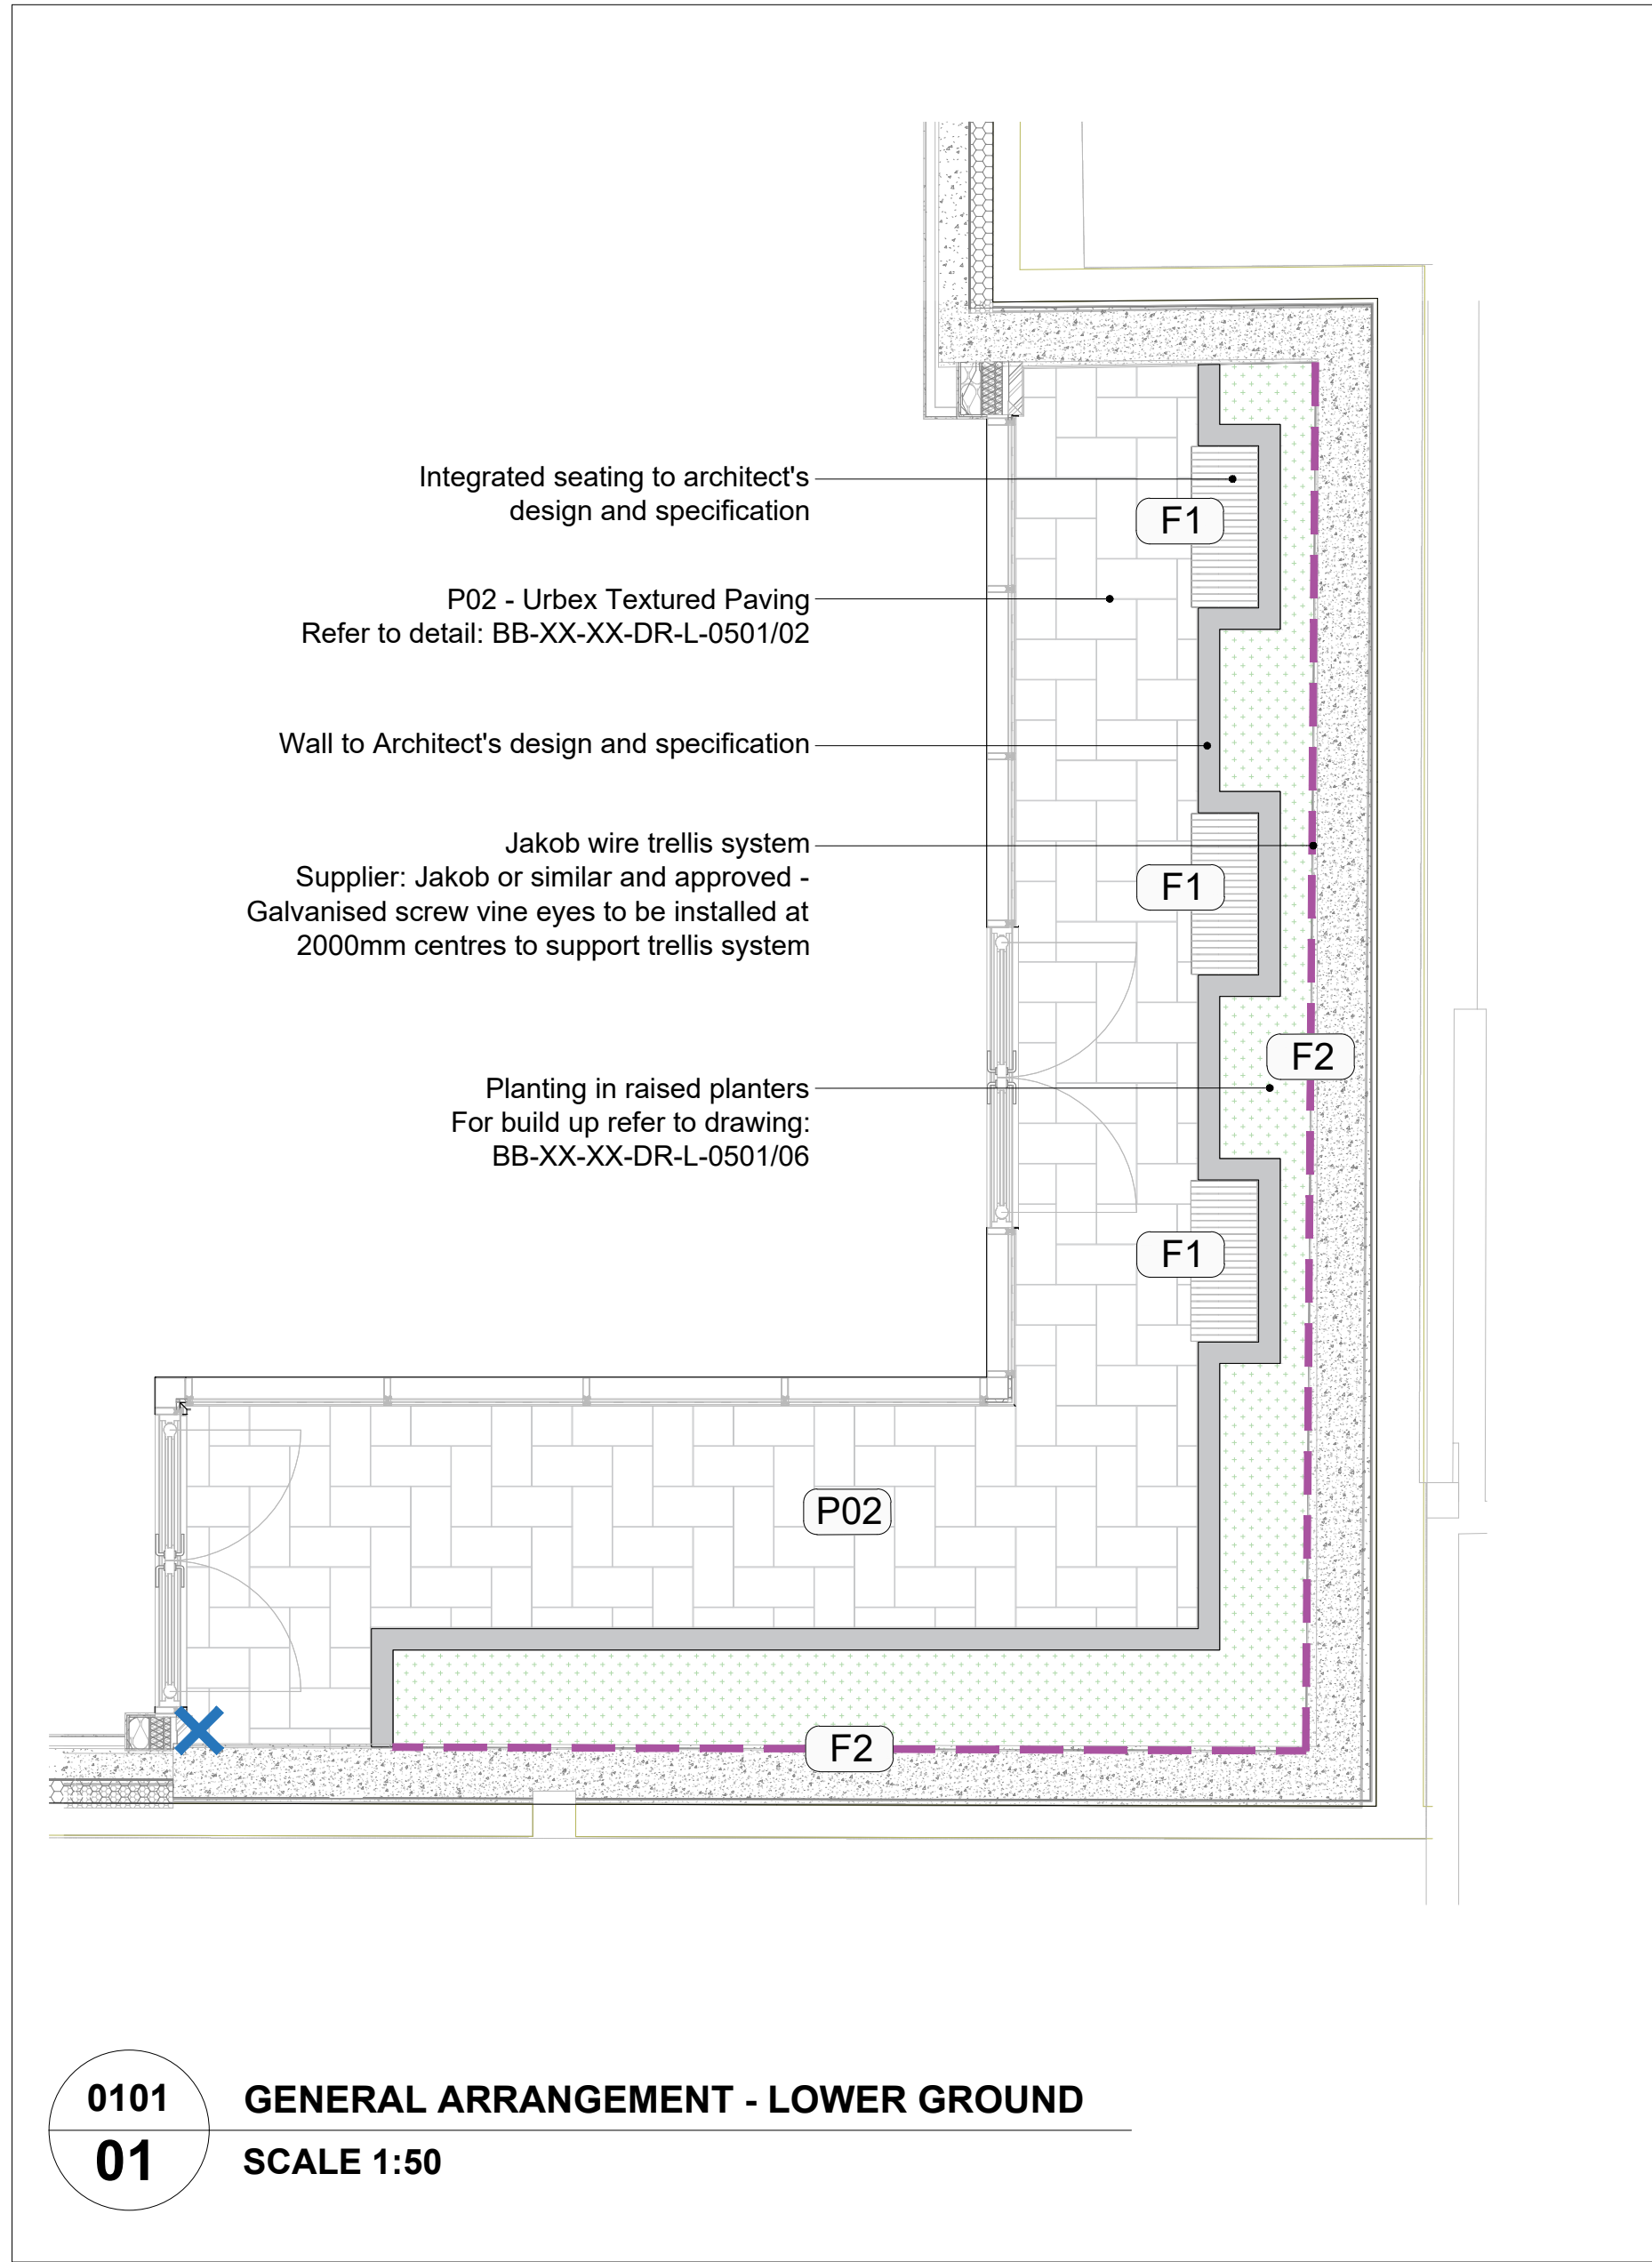 Integrated seating to architect's
design and specification
F1
P02 - Urbex Textured Paving
Refer to detail: BB-XX-XX-DR-L-0501/02
Wall to Architect's design and specification
Jakob wire trellis system
Supplier: Jakob or similar and approved -
Galvanised screw vine eyes to be installed at
2000mm centres to support trellis system
F1
F2
Planting in raised planters
For build up refer to drawing:
BB-XX-XX-DR-L-0501/06
F1
P02
F2
0101
01
GENERAL ARRANGEMENT - LOWER GROUND
SCALE 1:50